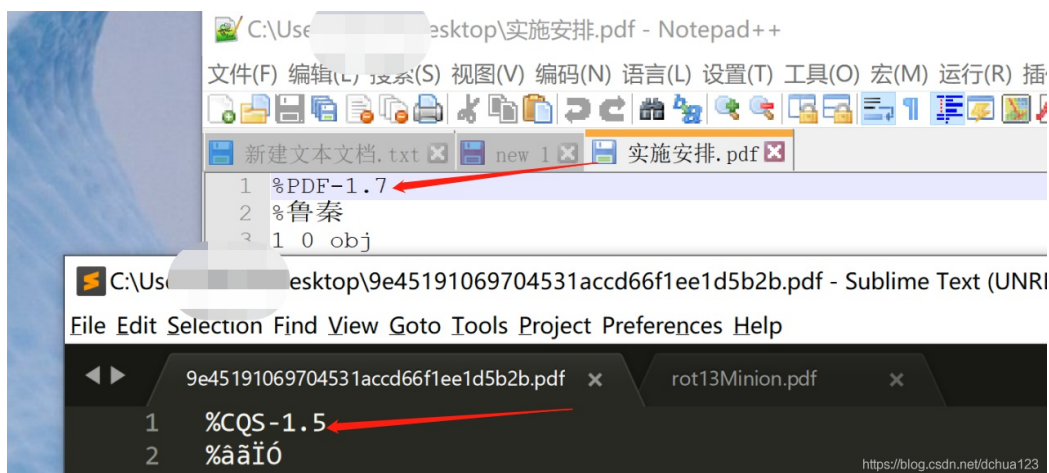 C:\Use esktop\实施安排.pdf - Notepad++
文件(F) 编辑(E) 搜索(S) 视图(V) 编码(N) 语言(L) 设置(T) 工具(O) 宏(M) 运行(R) 插
新建文本文档.txt new 1 实施安排.pdf
1 %PDF-1.7
2 %鲁秦
3 1 0 obj
C:\Us esktop\9e45191069704531accd66f1ee1d5b2b.pdf - Sublime Text (UNRE
File Edit Selection Find View Goto Tools Project Preferences Help
9e45191069704531accd66f1ee1d5b2b.pdf rot13Minion.pdf
1 %CQS-1.5
2 %âãÏÓ
https://blog.csdn.net/dchua123